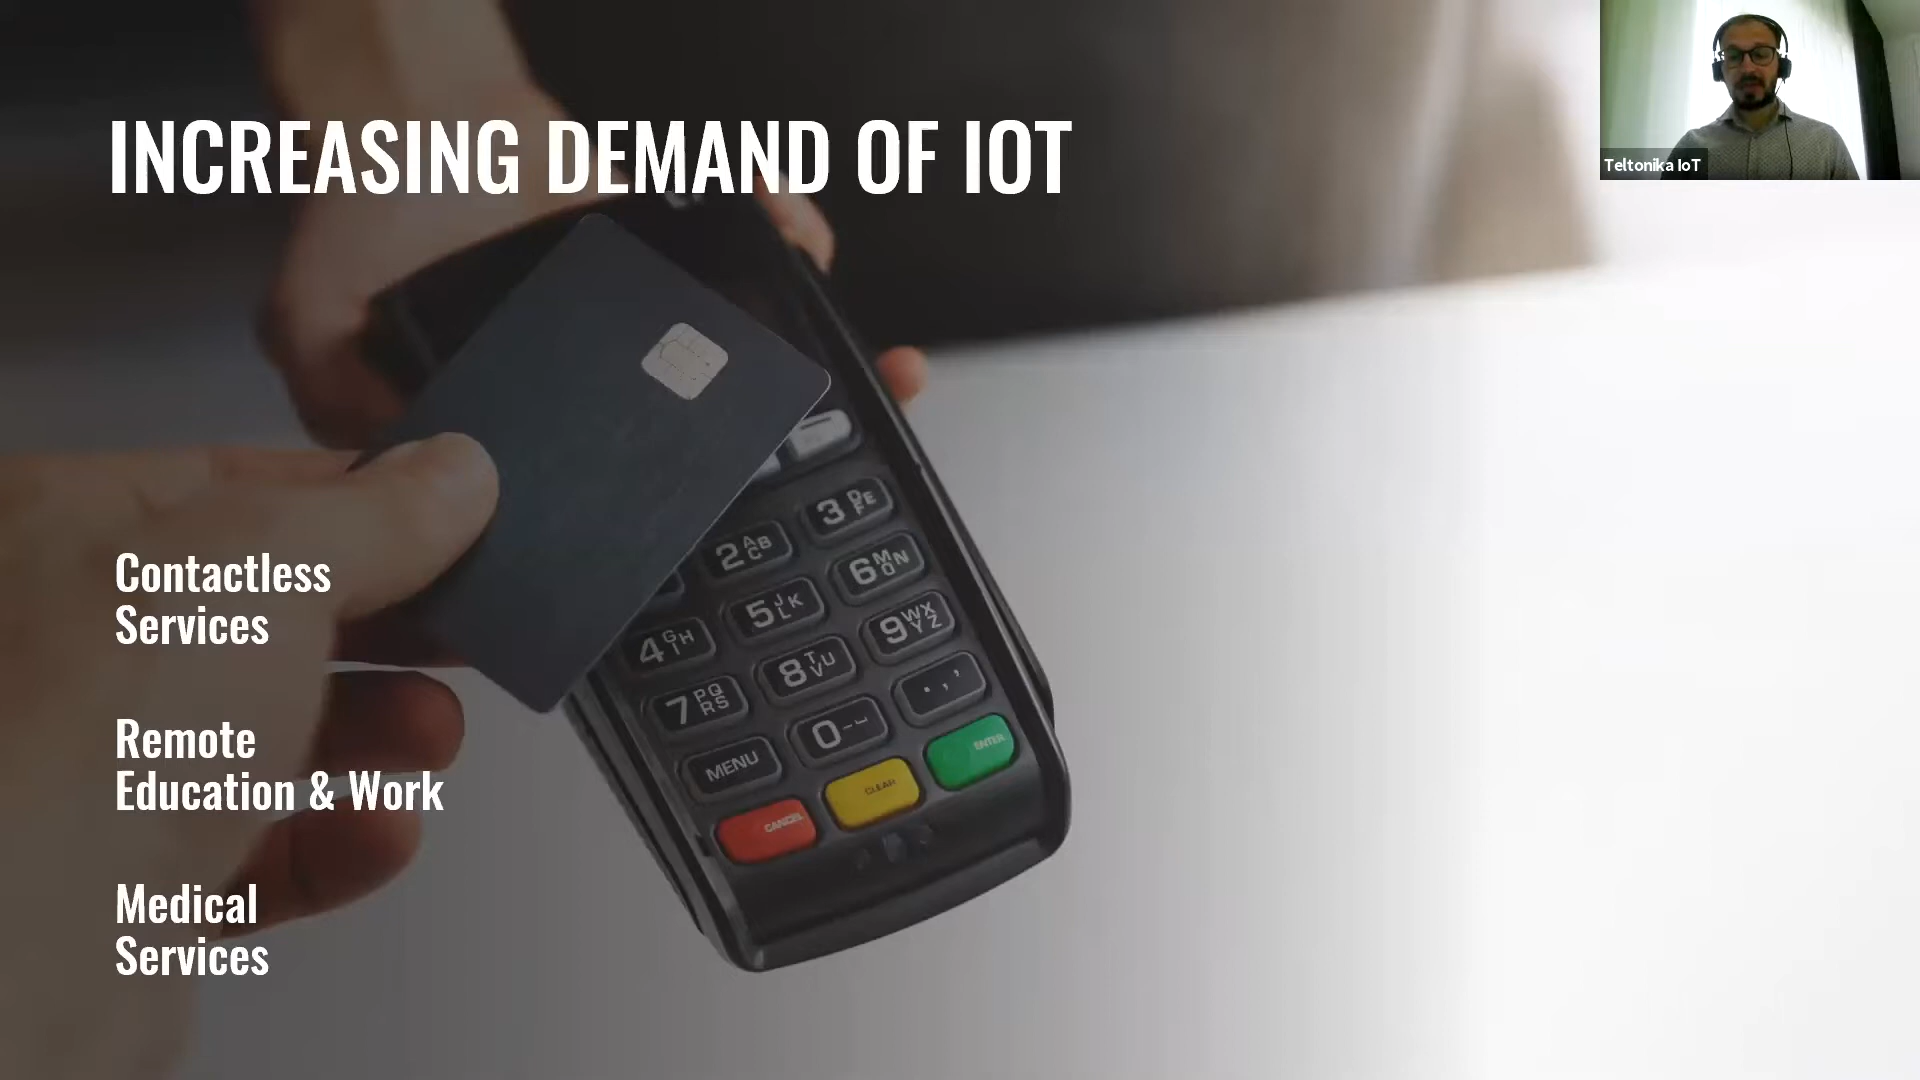 INCREASING DEMAND OF IOT
Teltonika IoT
Contactless
Services
Remote
Education & Work
Medical
Services
2 ABC
3 DEF
4 GHI
5 JKL
6 MNO
7 PQRS
8 TUV
9 WXYZ
0
. , '
MENU
CANCEL
CLEAR
ENTER